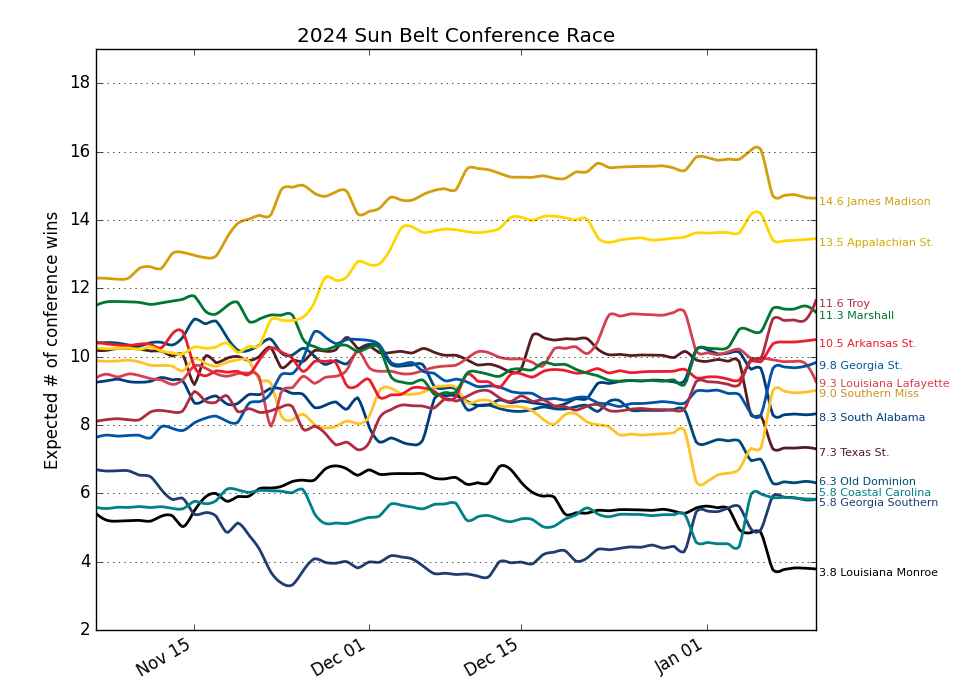 2024 Sun Belt Conference Race
Expected # of conference wins
18
16
14
12
10
8
6
4
2
Nov 15
Dec 01
Dec 15
Jan 01
14.6 James Madison
13.5 Appalachian St.
11.6 Troy
11.3 Marshall
10.5 Arkansas St.
9.8 Georgia St.
9.3 Louisiana Lafayette
9.0 Southern Miss
8.3 South Alabama
7.3 Texas St.
6.3 Old Dominion
5.8 Coastal Carolina
5.8 Georgia Southern
3.8 Louisiana Monroe